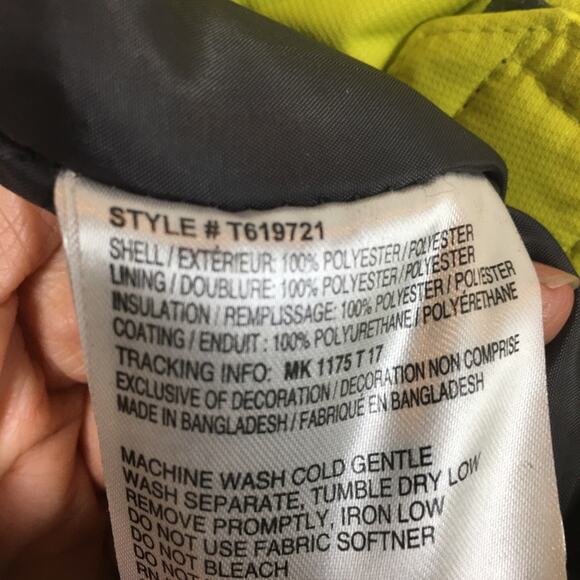 STYLE # T619721
SHELL / EXTÉRIEUR: 100% POLYESTER / POLYESTER
LINING / DOUBLURE: 100% POLYESTER / POLYESTER
INSULATION / REMPLISSAGE: 100% POLYESTER / POLYESTER
COATING / ENDUIT : 100% POLYURETHANE / POLYÉRETHANE
TRACKING INFO: MK 1175 T 17
EXCLUSIVE OF DECORATION / DECORATION NON COMPRISE
MADE IN BANGLADESH / FABRIQUÉ EN BANGLADESH
MACHINE WASH COLD GENTLE
WASH SEPARATE, TUMBLE DRY LOW
REMOVE PROMPTLY, IRON LOW
DO NOT USE FABRIC SOFTNER
DO NOT BLEACH